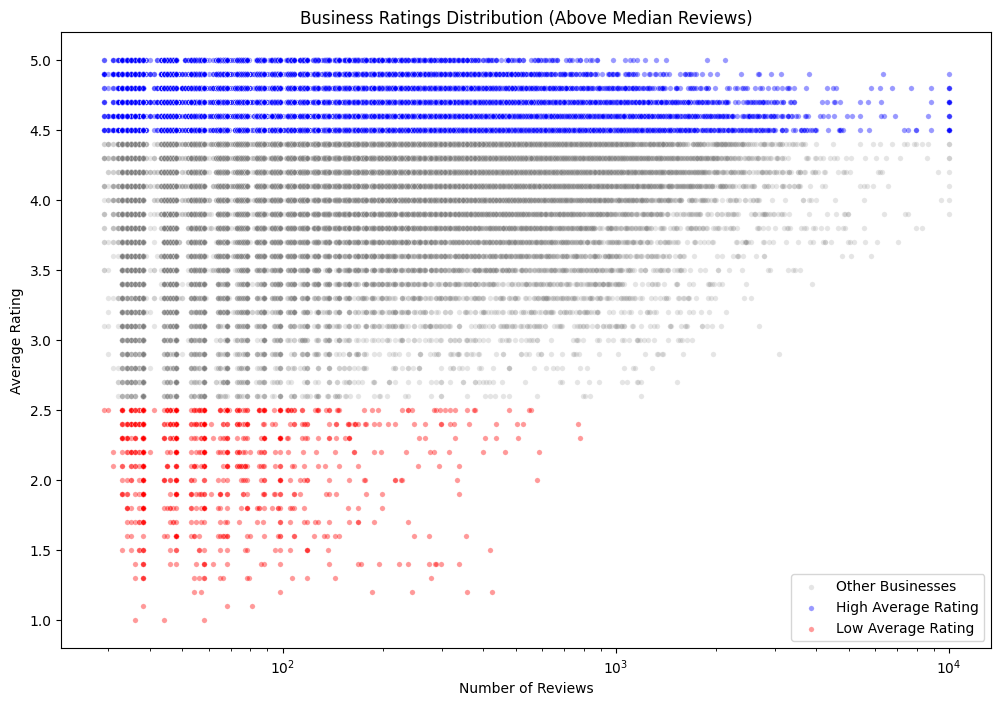 Business Ratings Distribution (Above Median Reviews)
Average Rating
5.0
4.5
4.0
3.5
3.0
2.5
2.0
1.5
1.0
Other Businesses
High Average Rating
Low Average Rating
10²
10³
10⁴
Number of Reviews